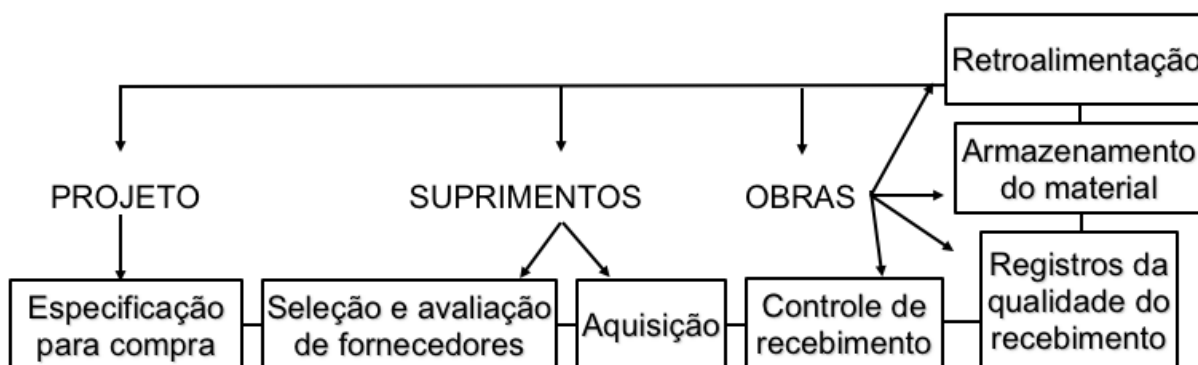 Retroalimentação
Armazenamento
do material
PROJETO
SUPRIMENTOS
OBRAS
Especificação
para compra
Seleção e avaliação
de fornecedores
Aquisição
Controle de
recebimento
Registros da
qualidade do
recebimento